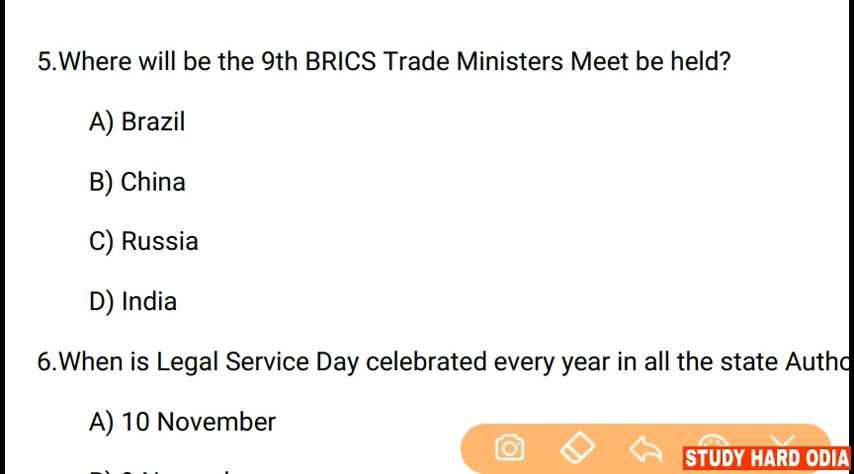 5.Where will be the 9th BRICS Trade Ministers Meet be held?
A) Brazil
B) China
C) Russia
D) India
6.When is Legal Service Day celebrated every year in all the state Autho
A) 10 November
STUDY HARD ODIA